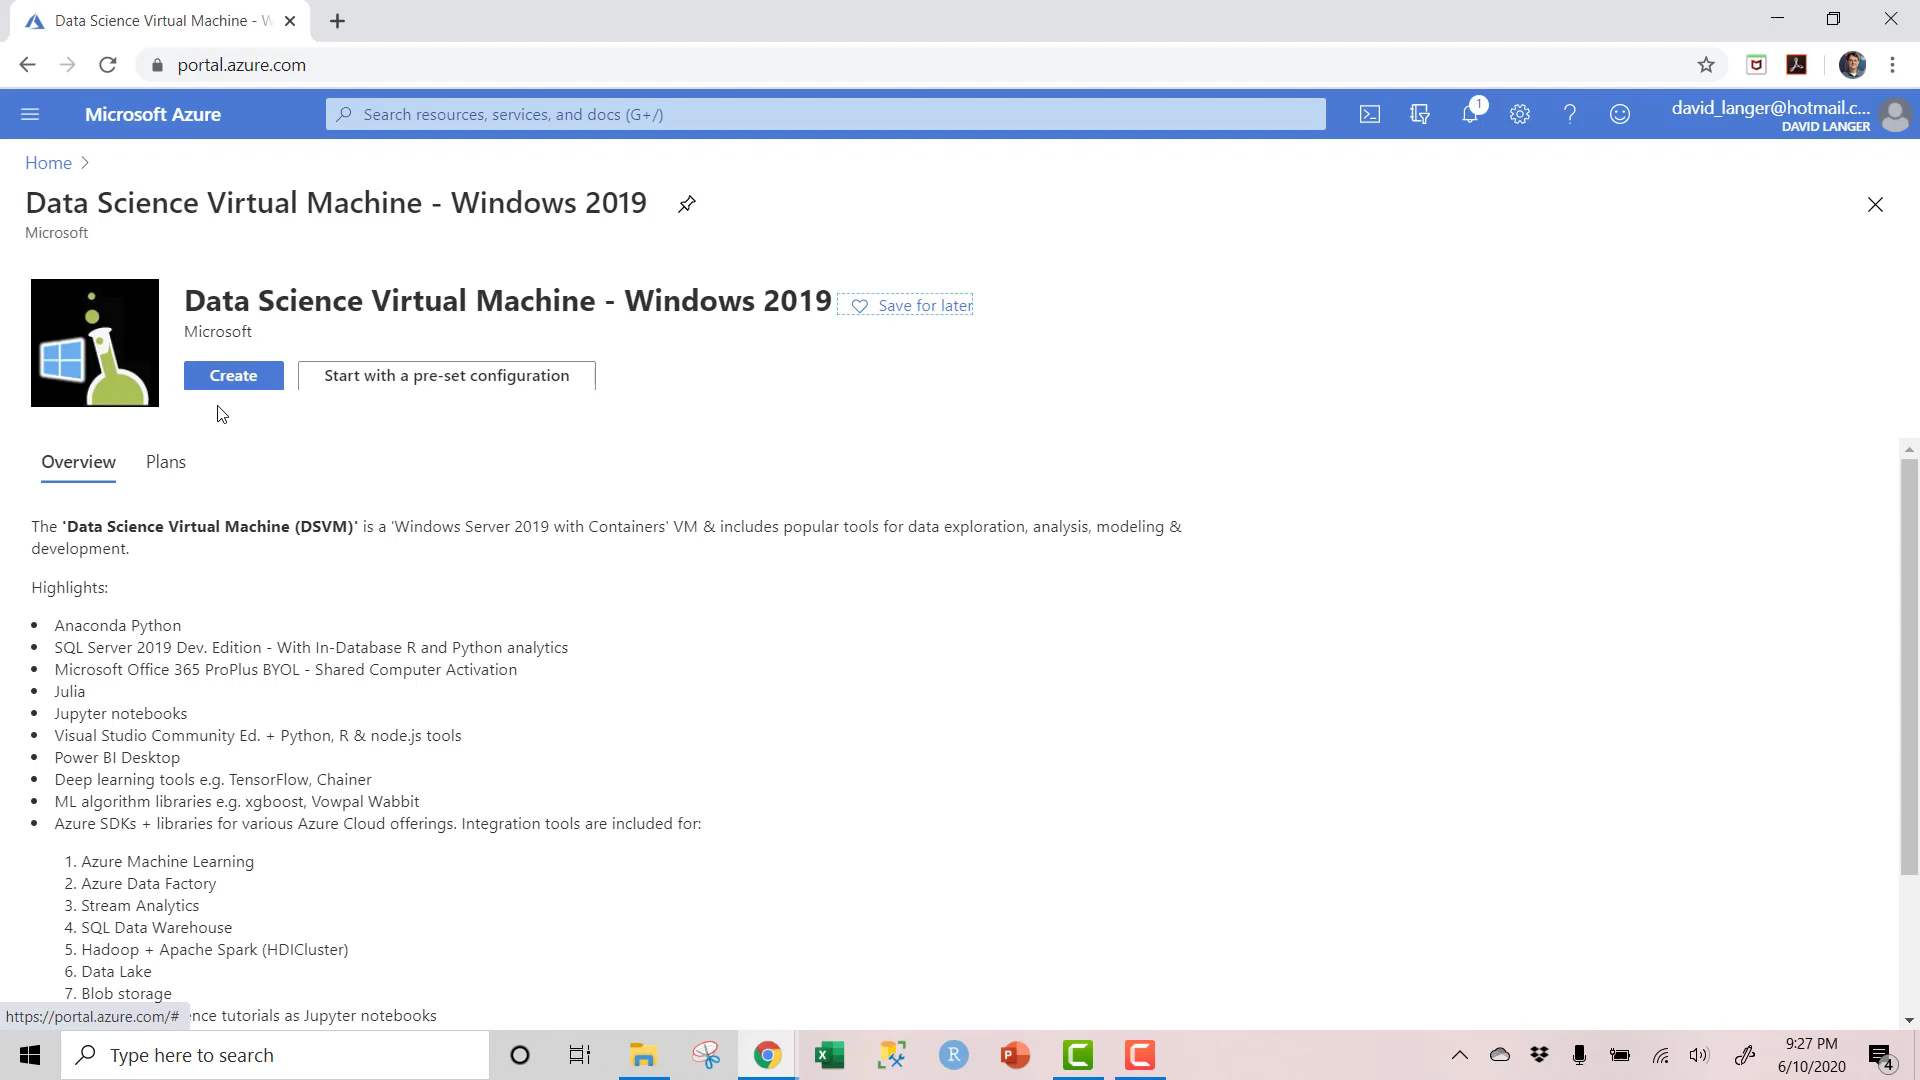 Data Science Virtual Machine - W
portal.azure.com
Microsoft Azure
Search resources, services, and docs (G+/)
1
david_langer@hotmail.c...
DAVID LANGER
Home
Data Science Virtual Machine - Windows 2019
Microsoft
Data Science Virtual Machine - Windows 2019
Save for later
Microsoft
Create
Start with a pre-set configuration
Overview
Plans
The 'Data Science Virtual Machine (DSVM)' is a 'Windows Server 2019 with Containers' VM & includes popular tools for data exploration, analysis, modeling &
development.
Highlights:
Anaconda Python
SQL Server 2019 Dev. Edition - With In-Database R and Python analytics
Microsoft Office 365 ProPlus BYOL - Shared Computer Activation
Julia
Jupyter notebooks
Visual Studio Community Ed. + Python, R & node.js tools
Power BI Desktop
Deep learning tools e.g. TensorFlow, Chainer
ML algorithm libraries e.g. xgboost, Vowpal Wabbit
Azure SDKs + libraries for various Azure Cloud offerings. Integration tools are included for:
1. Azure Machine Learning
2. Azure Data Factory
3. Stream Analytics
4. SQL Data Warehouse
5. Hadoop + Apache Spark (HDICluster)
6. Data Lake
7. Blob storage
https://portal.azure.com/#
ence tutorials as Jupyter notebooks
Type here to search
R
P
C
C
9:27 PM
6/10/2020
4